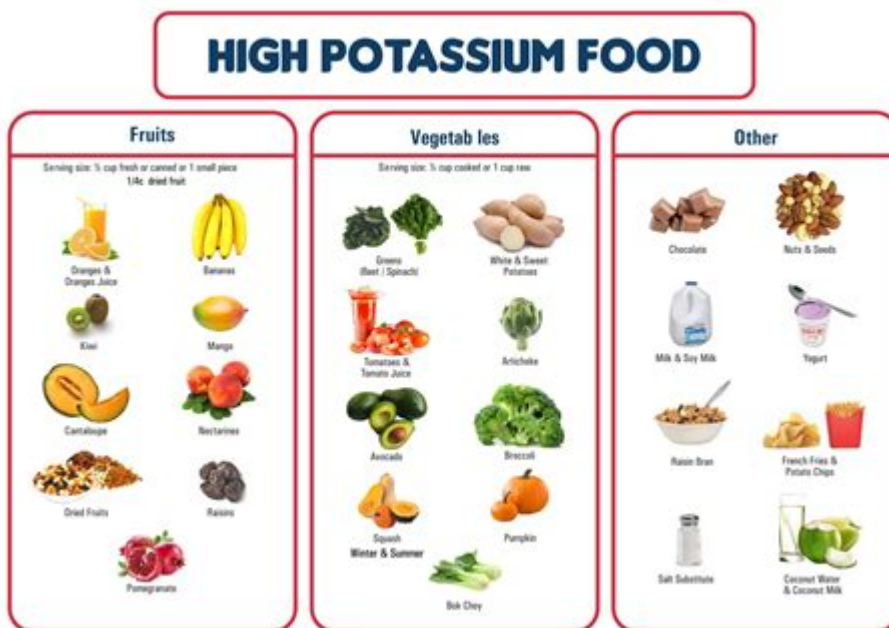 HIGH POTASSIUM FOOD
Fruits
Serving size: ½ cup fresh or canned or 1 small piece
1/4c dried fruit
Oranges &
Oranges Juice
Bananas
Kiwi
Mango
Cantaloupe
Nectarines
Dried Fruits
Raisins
Pomegranate
Vegetab les
Serving size: ½ cup cooked or 1 cup raw
Greens
(Beet / Spinach)
White & Sweet
Potatoes
Tomatoes &
Tomato Juice
Artichoke
Avocado
Broccoli
Squash
Winter & Summer
Pumpkin
Bok Choy
Other
Chocolate
Nuts & Seeds
Milk & Soy Milk
Yogurt
Raisin Bran
French Fries &
Potato Chips
Salt Substitute
Coconut Water
& Coconut Milk